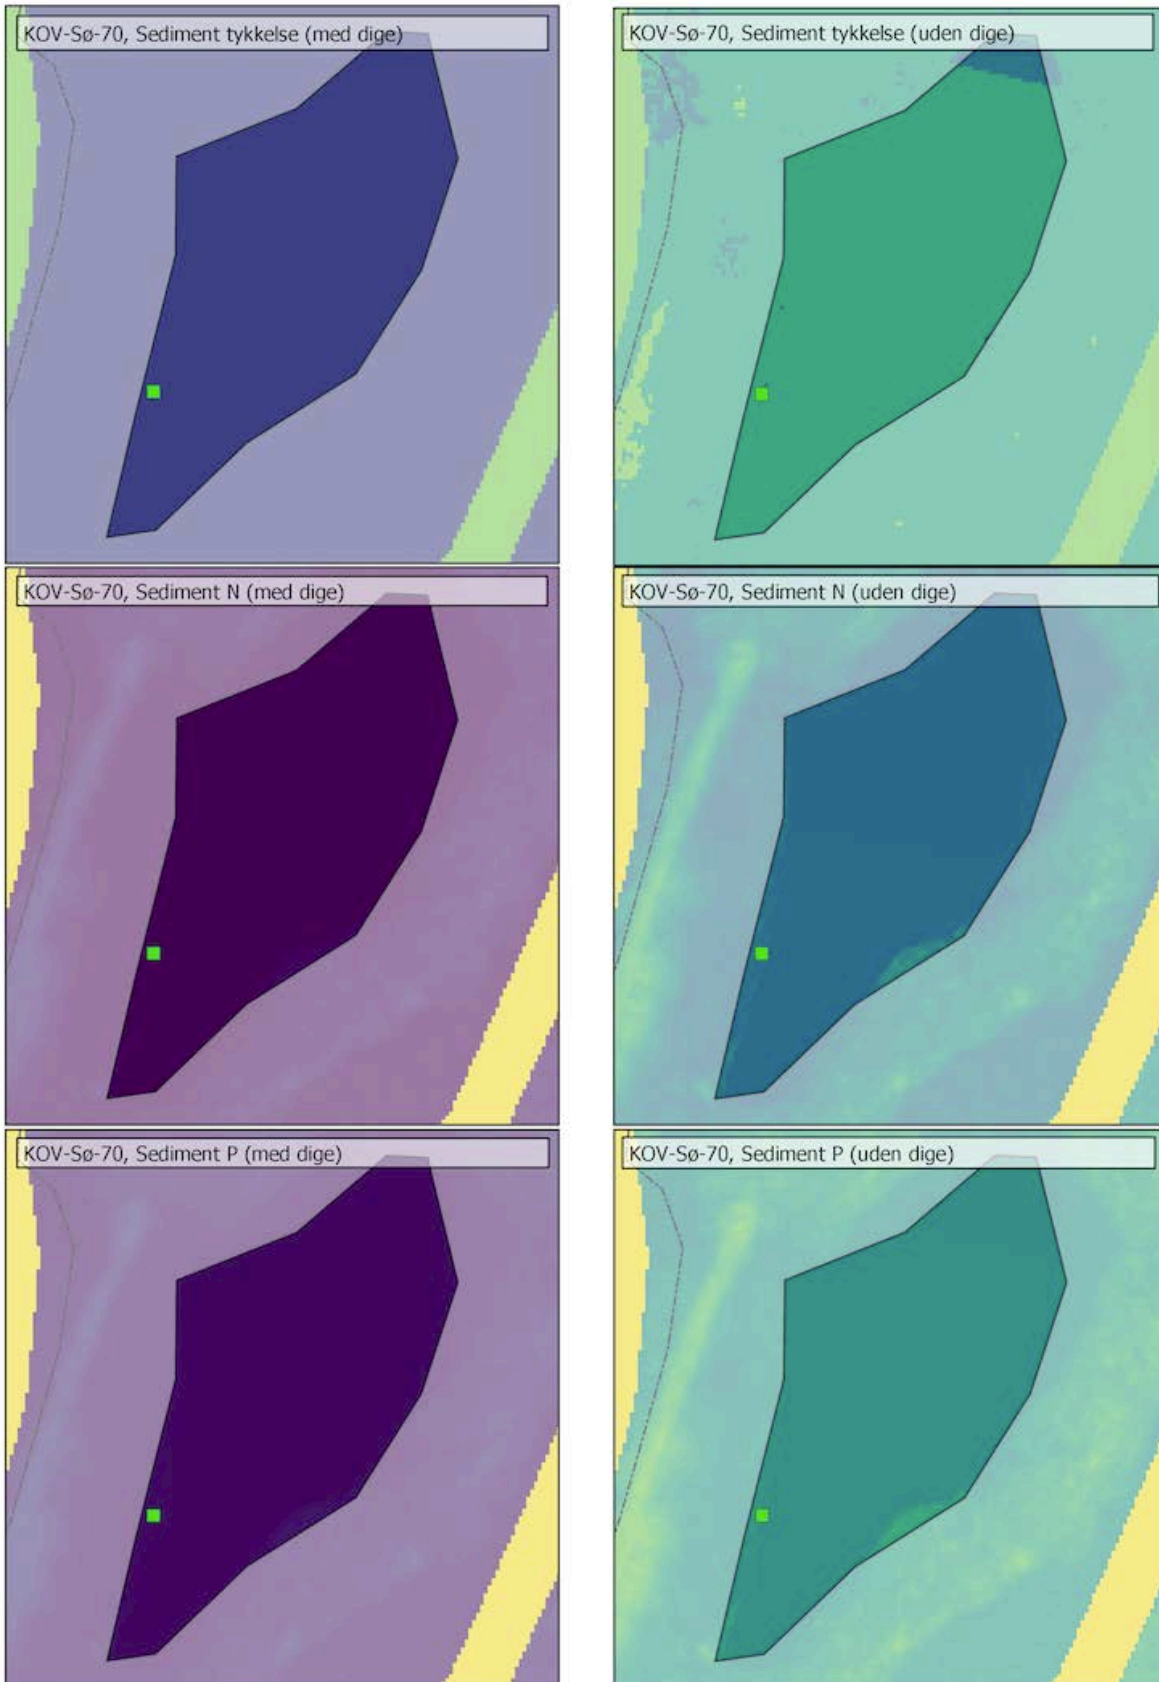 KOV-Sø-70, Sediment tykkelse (med dige)
KOV-Sø-70, Sediment tykkelse (uden dige)
KOV-Sø-70, Sediment N (med dige)
KOV-Sø-70, Sediment N (uden dige)
KOV-Sø-70, Sediment P (med dige)
KOV-Sø-70, Sediment P (uden dige)